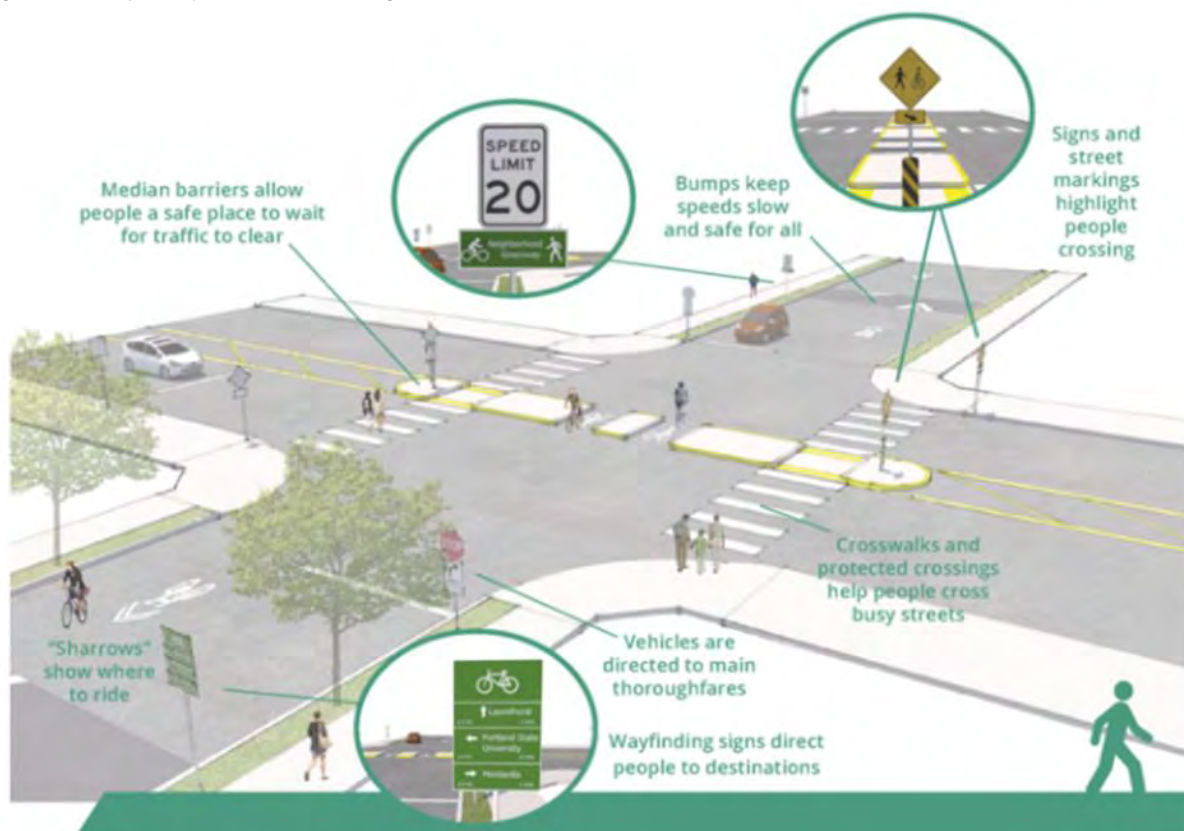 SPEED
LIMIT
20
Neighborhood
Greenway
Median barriers allow
people a safe place to wait
for traffic to clear
Bumps keep
speeds slow
and safe for all
Signs and
street
markings
highlight
people
crossing
Crosswalks and
protected crossings
help people cross
busy streets
"Sharrows"
show where
to ride
Vehicles are
directed to main
thoroughfares
Portland State
University
Wayfinding signs direct
people to destinations